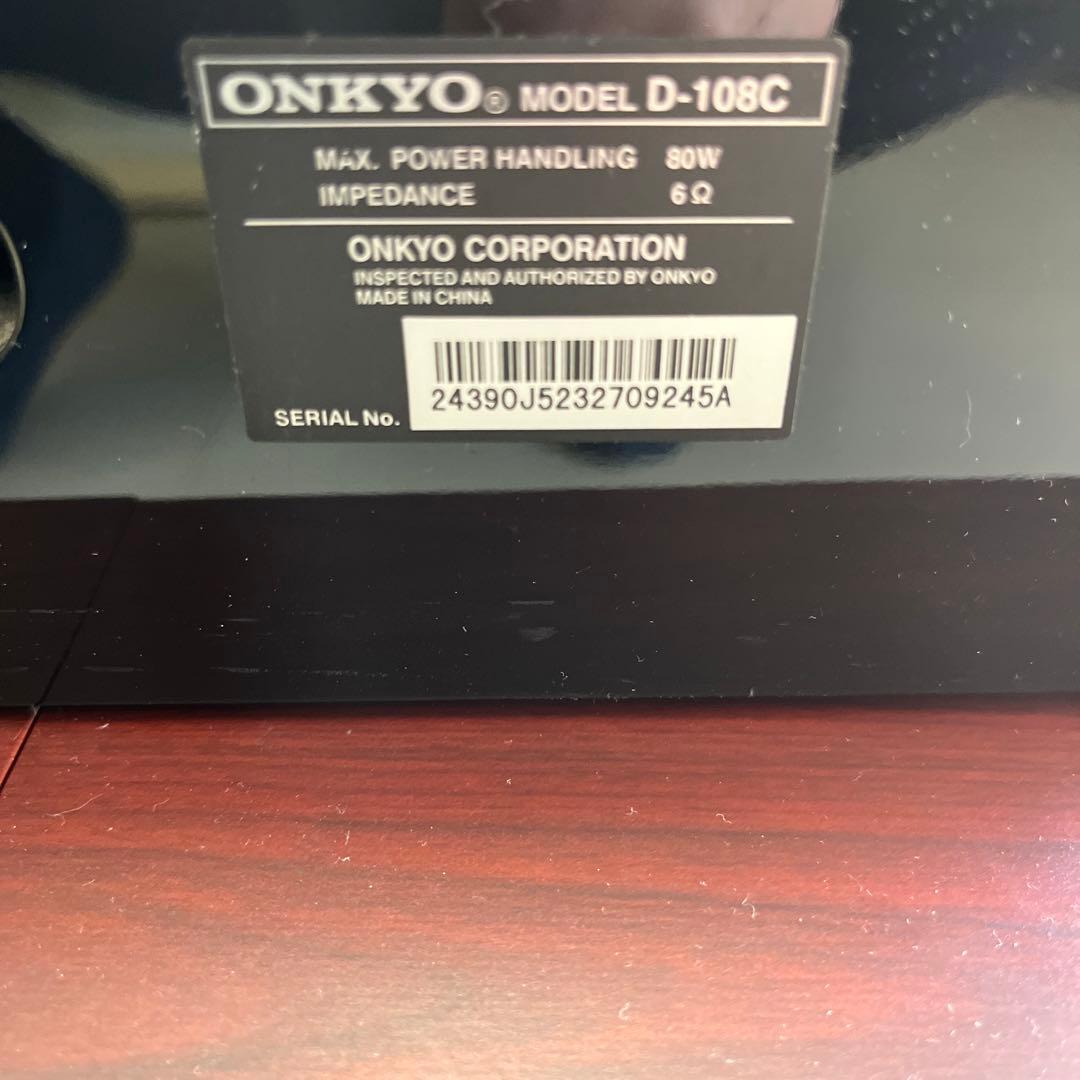 ONKYO® MODEL D-108C
MAX. POWER HANDLING 80W
IMPEDANCE 6Ω
ONKYO CORPORATION
INSPECTED AND AUTHORIZED BY ONKYO
MADE IN CHINA
24390J5232709245A
SERIAL No.